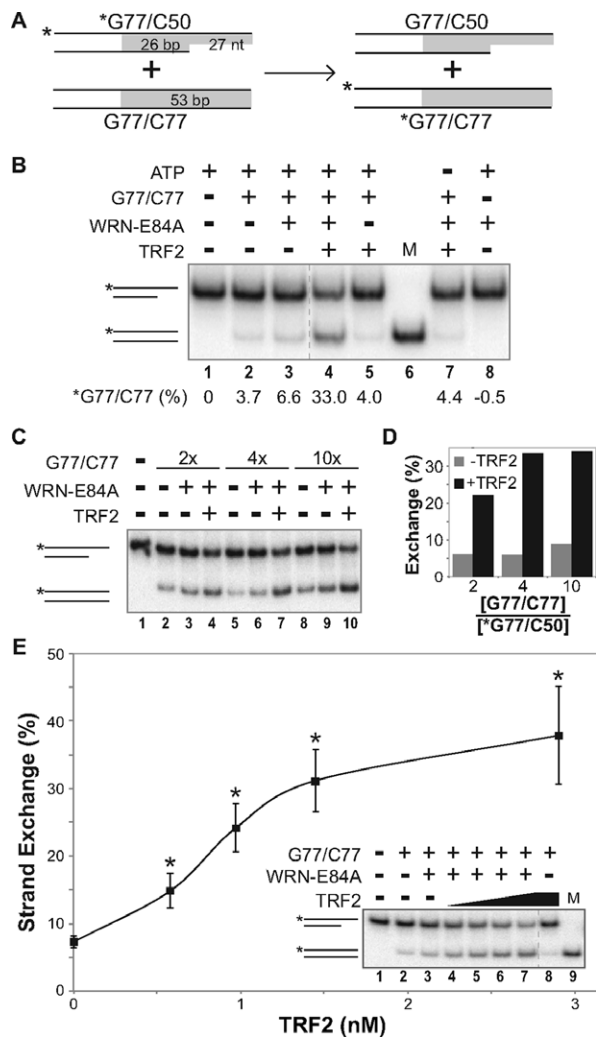 A
*G77/C50
G77/C50
*
26 bp
27 nt
+
+
53 bp
*
G77/C77
*G77/C77
B
ATP + + + + + - +
G77/C77 - + + + + + -
WRN-E84A - - + + - + +
TRF2 - - - + + M + -
*
*
1 2 3 4 5 6 7 8
*G77/C77 (%) 0 3.7 6.6 33.0 4.0 4.4 -0.5
C
G77/C77 - 2x 4x 10x
WRN-E84A - - + + - + + - + +
TRF2 - - - + - - + - - +
*
*
1 2 3 4 5 6 7 8 9 10
D
Exchange (%)
30
20
10
0
-TRF2
+TRF2
2 4 10
[G77/C77]
[*G77/C50]
E
Strand Exchange (%)
50
40
30
20
10
0
* * * * *
0 1 2 3
TRF2 (nM)
G77/C77 - + + + + + + +
WRN-E84A - - + + + + + -
TRF2 - - - M
*
*
1 2 3 4 5 6 7 8 9